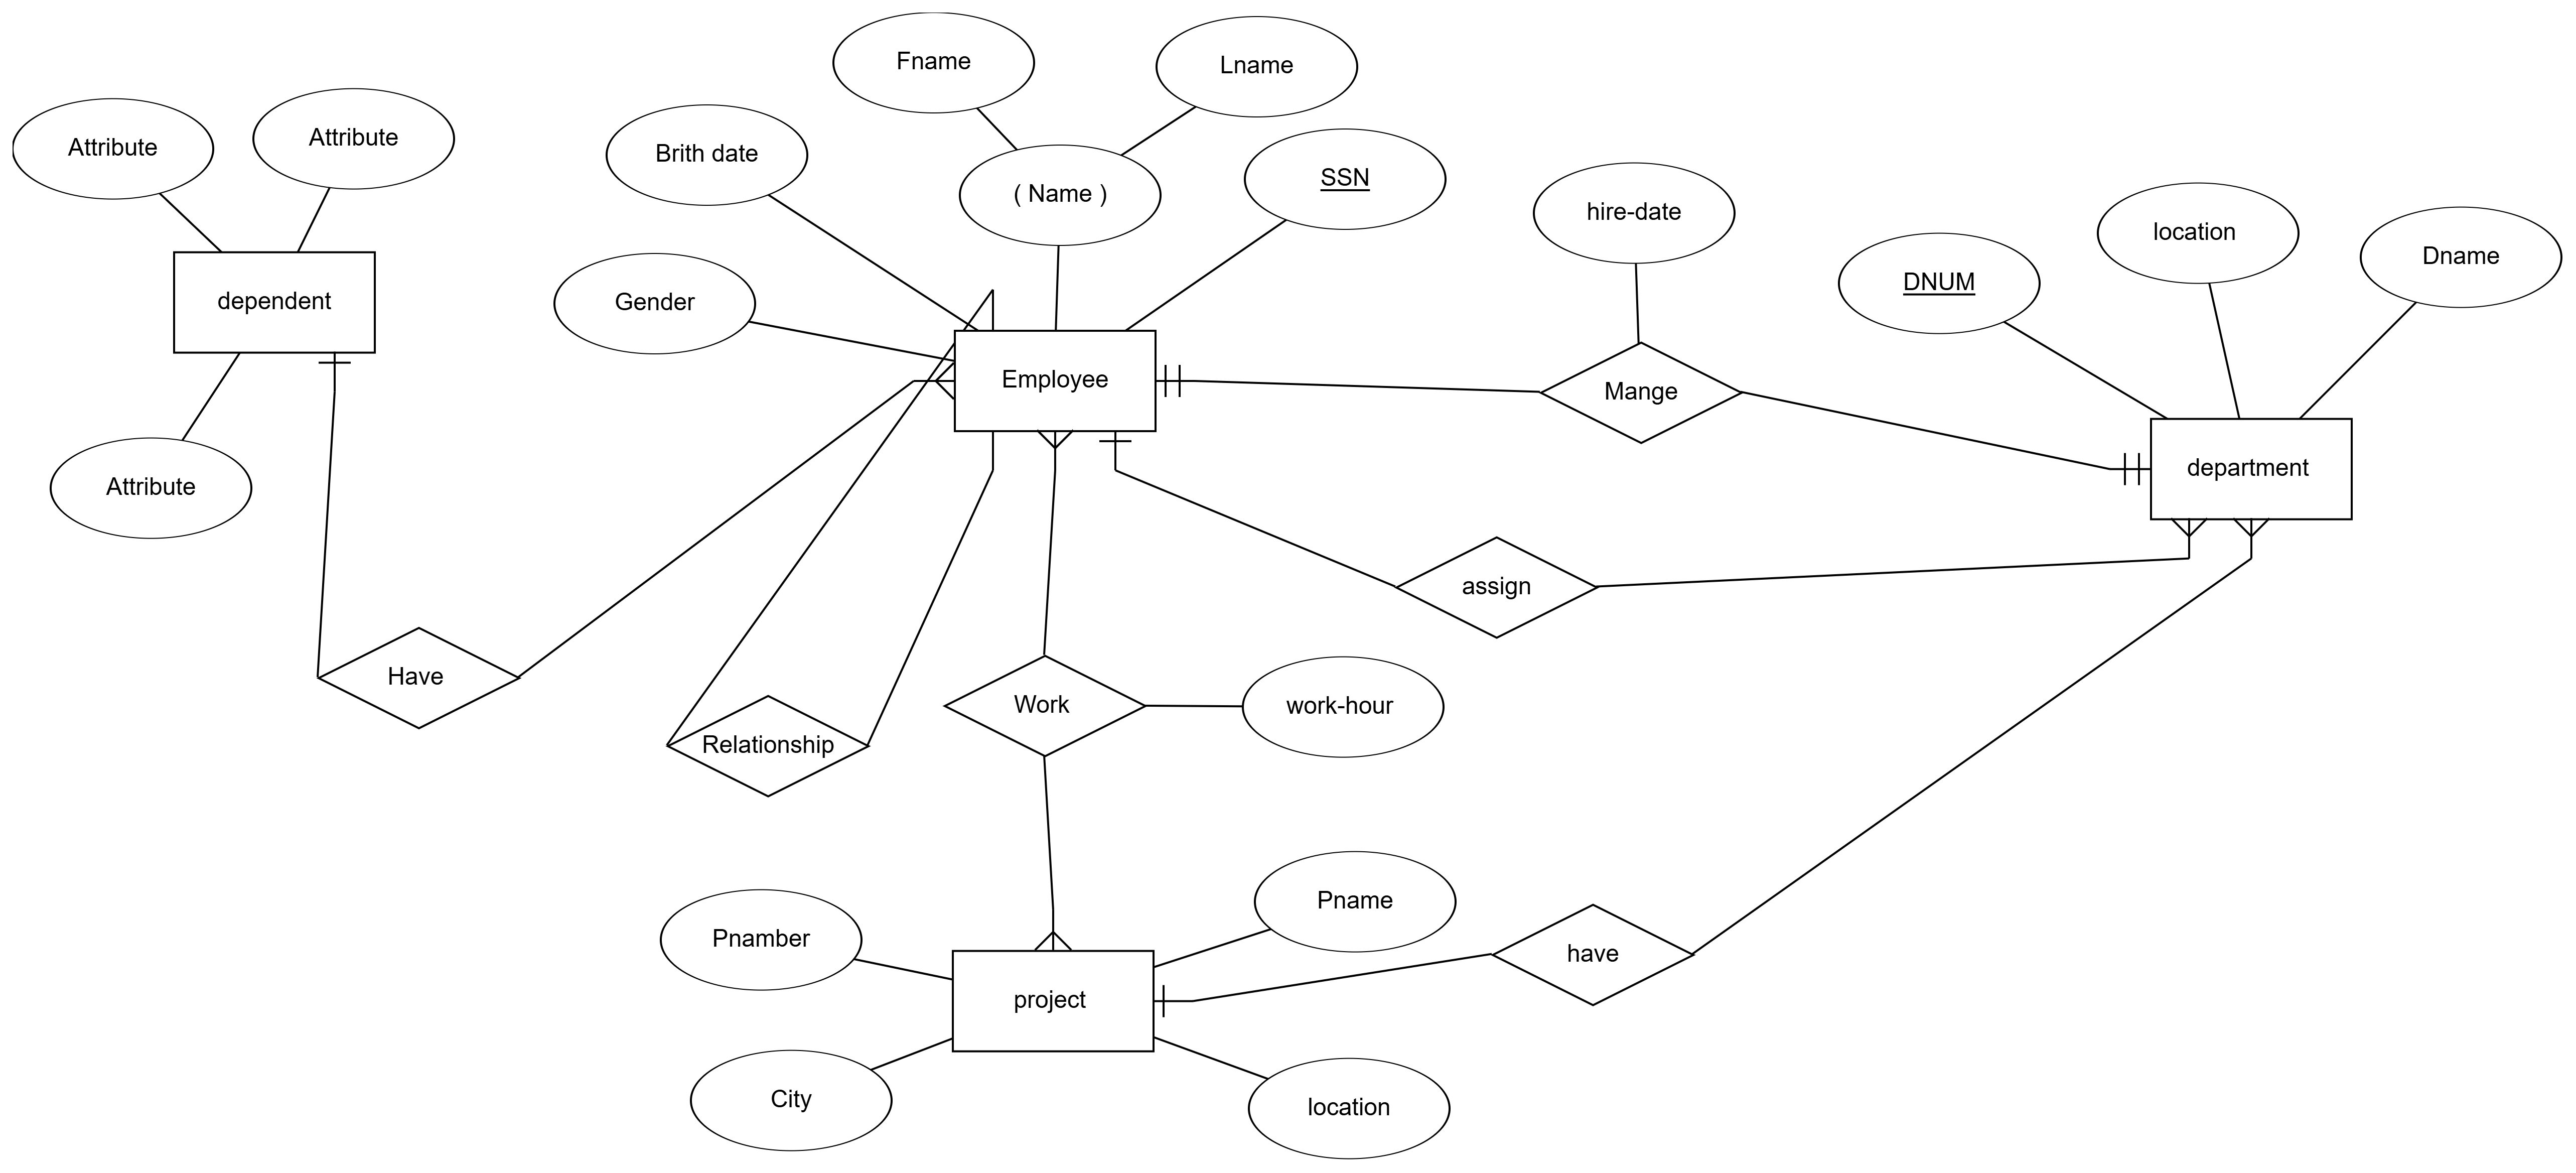 Fname
Lname
Attribute
Attribute
Brith date
( Name )
SSN
hire-date
location
Dname
DNUM
dependent
Gender
Employee
Mange
department
Attribute
assign
Have
Work
work-hour
Relationship
Pname
Pnamber
have
project
City
location